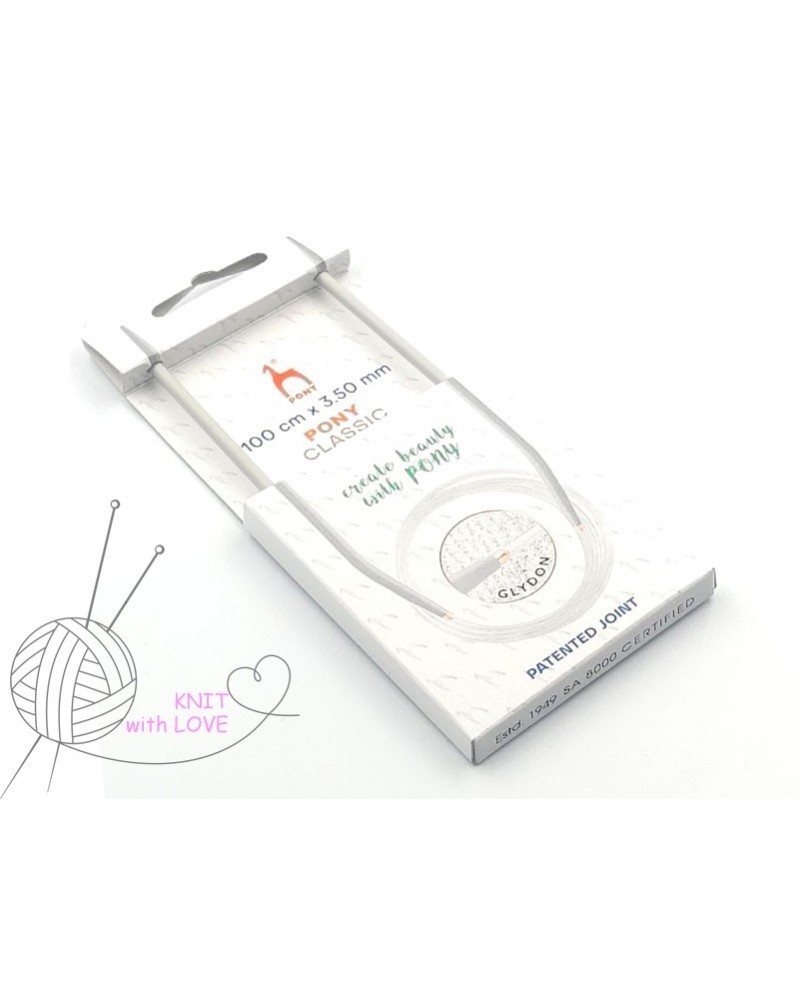 PONY
100 cm x 3,50 mm
PONY
CLASSIC
create beauty
with PONY
GLYDON
PATENTED JOINT
Estd. 1949 SA 8000 CERTIFIED
KNIT
with LOVE